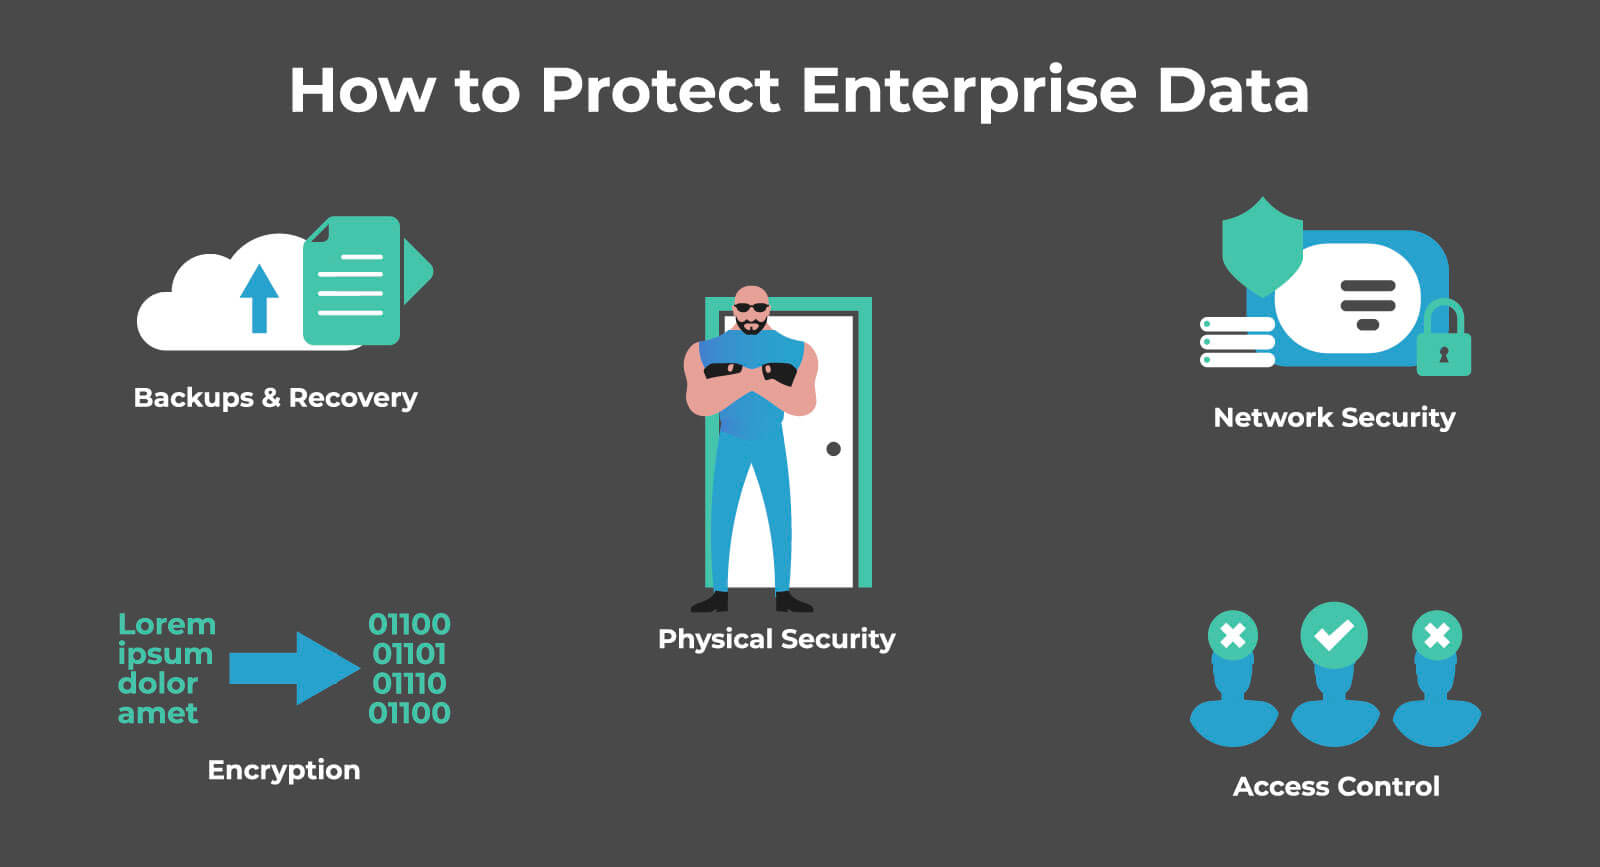 How to Protect Enterprise Data
Backups & Recovery
Physical Security
Network Security
Lorem
ipsum
dolor
amet
01100
01101
01110
01100
Encryption
Access Control